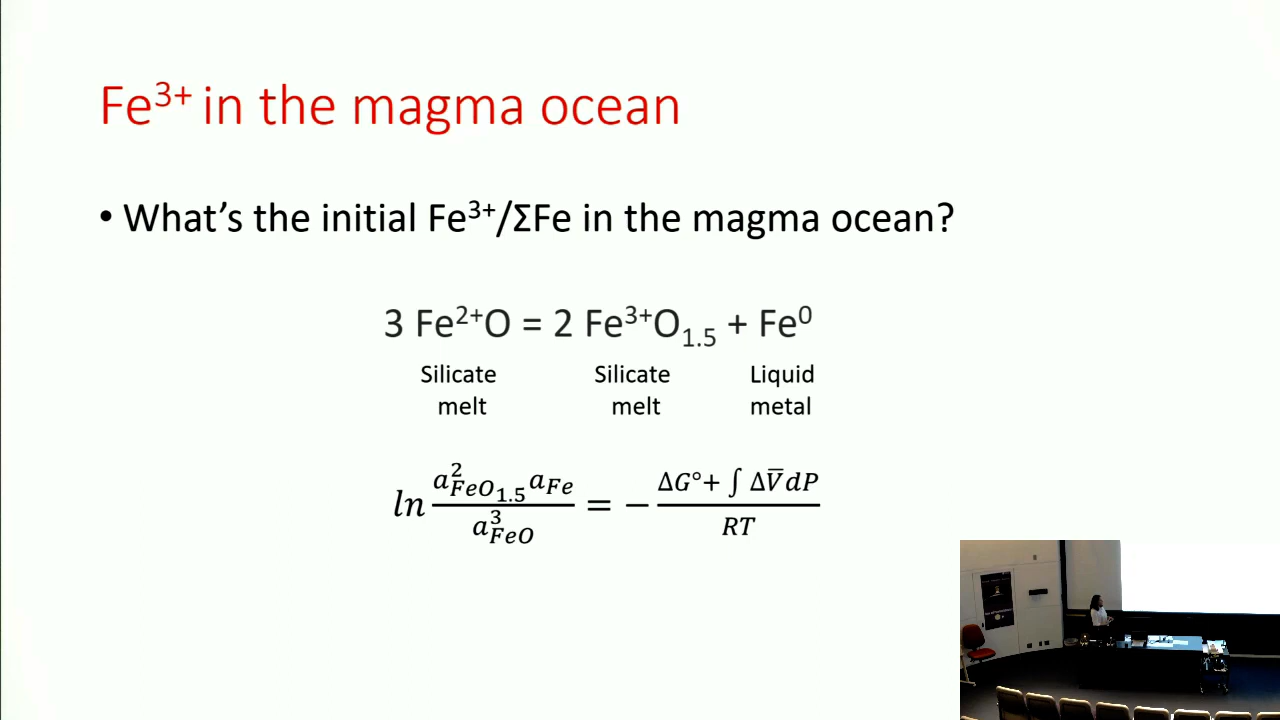 Fe³⁺ in the magma ocean
• What’s the initial Fe³⁺/ΣFe in the magma ocean?
3 Fe²⁺O = 2 Fe³⁺O₁.₅ + Fe⁰
Silicate melt Silicate melt Liquid metal
ln a²_FeO₁.₅ a_Fe / a³_FeO = − ΔG° + ∫ ΔV̅dP / RT